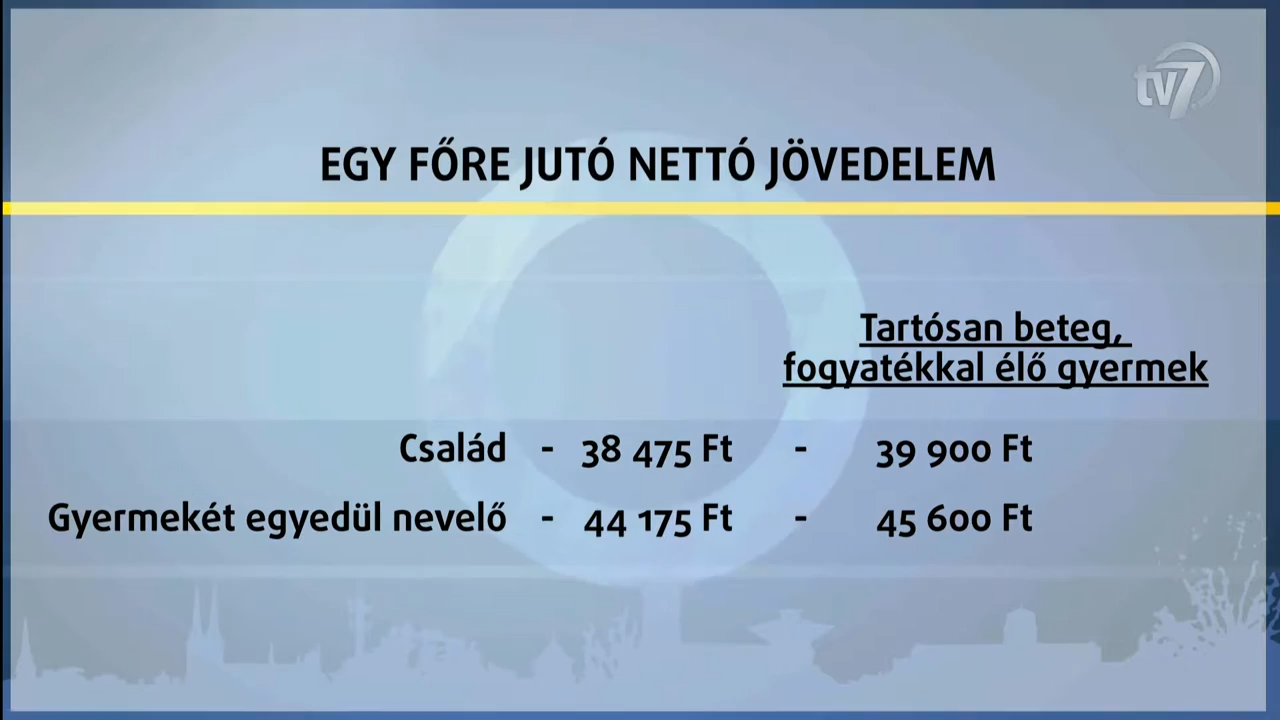 tv7
EGY FŐRE JUTÓ NETTÓ JÖVEDELEM
Tartósan beteg,
fogyatékkal élő gyermek
Család - 38 475 Ft - 39 900 Ft
Gyermekét egyedül nevelő - 44 175 Ft - 45 600 Ft